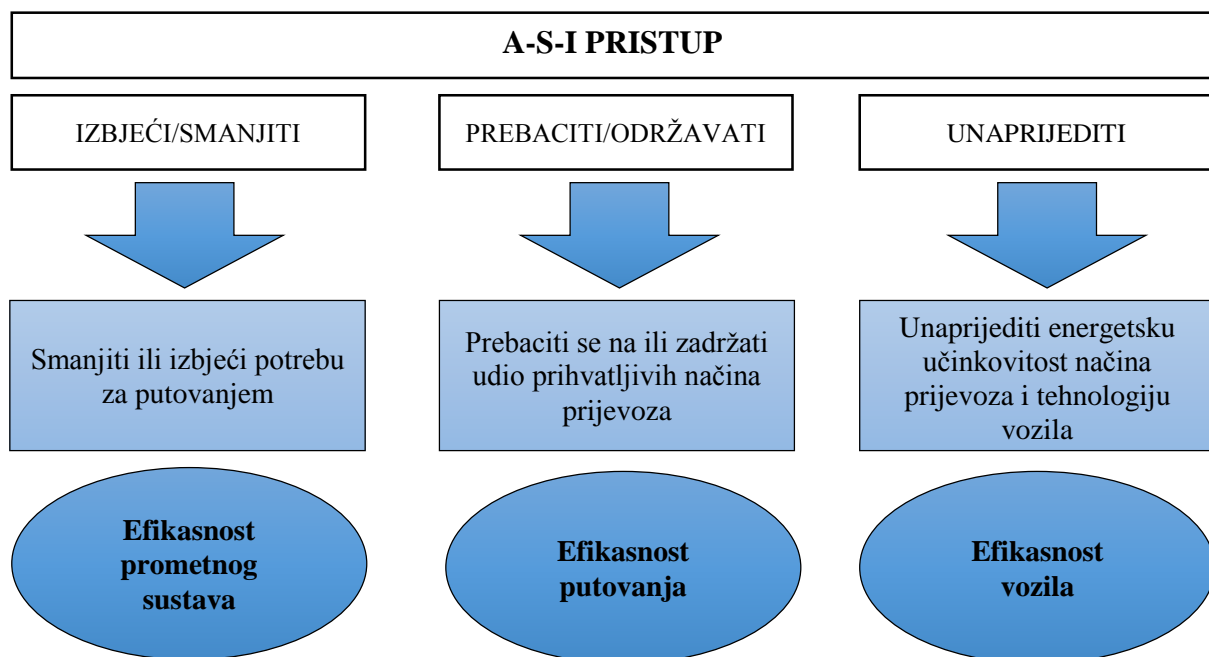 A-S-I PRISTUP
IZBJEĆI/SMANJITI
PREBACITI/ODRŽAVATI
UNAPRIJEDITI
Smanjiti ili izbjeći potrebu
za putovanjem
Prebaciti se na ili zadržati
udio prihvatljivih načina
prijevoza
Unaprijediti energetsku
učinkovitost načina
prijevoza i tehnologiju
vozila
Efikasnost
prometnog
sustava
Efikasnost
putovanja
Efikasnost
vozila